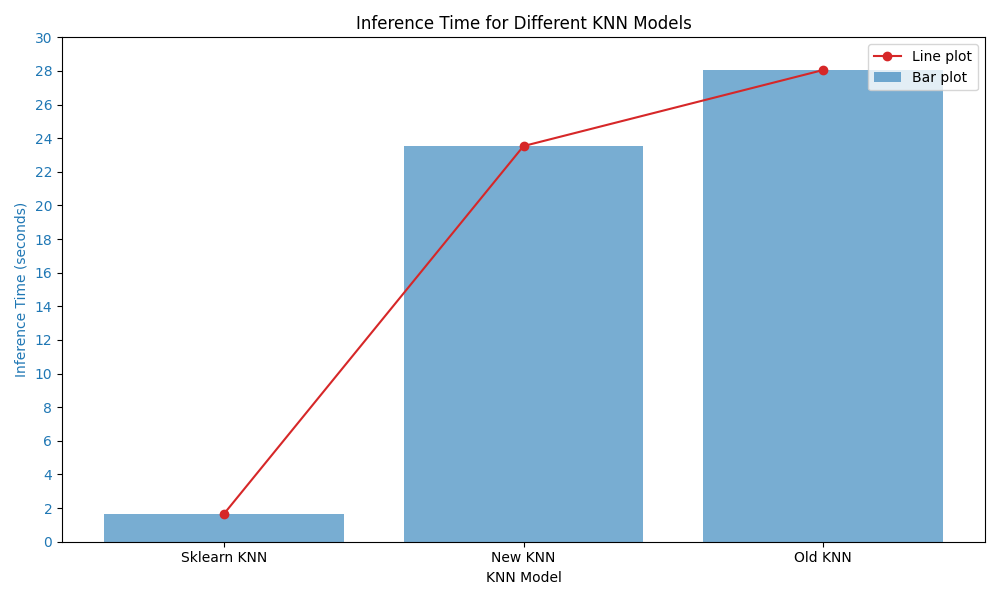 Inference Time for Different KNN Models
Line plot
Bar plot
Inference Time (seconds)
30
28
26
24
22
20
18
16
14
12
10
8
6
4
2
0
Sklearn KNN
New KNN
Old KNN
KNN Model